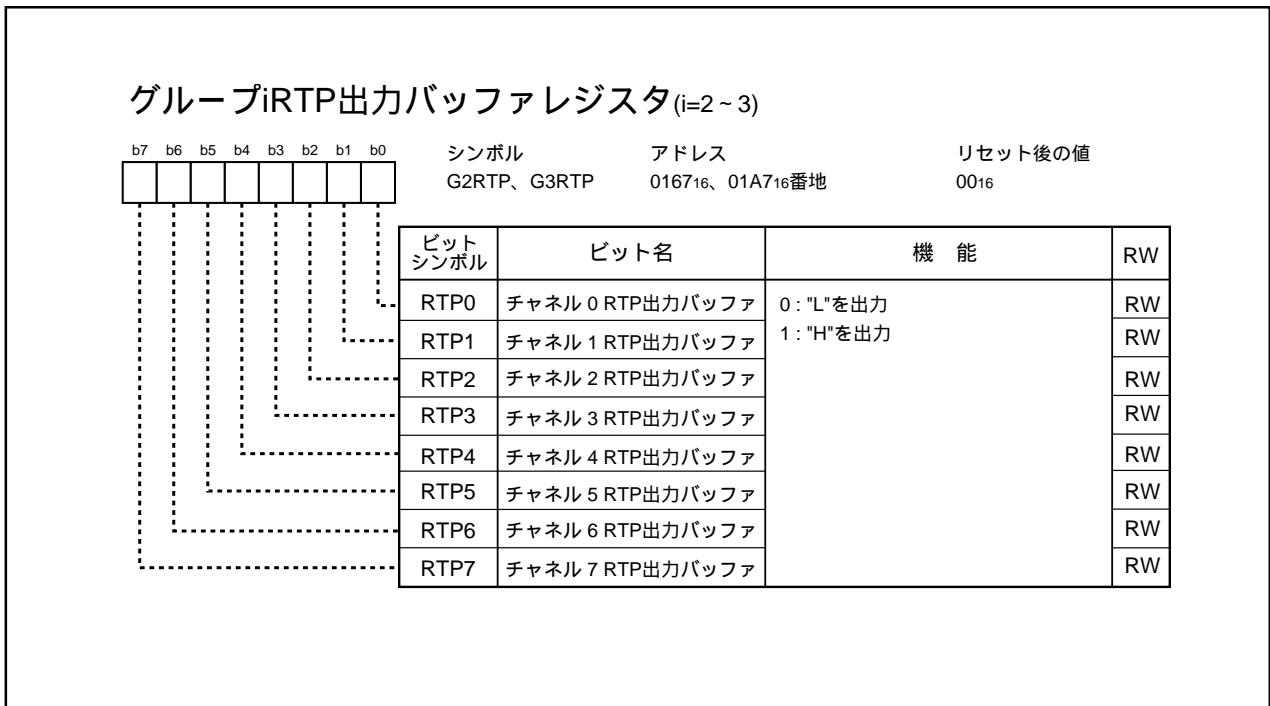 グループiRTP出力バッファレジスタ(i=2～3)
b7 b6 b5 b4 b3 b2 b1 b0
シンボル アドレス リセット後の値
G2RTP、G3RTP 016716、01A716番地 0016
ビットシンボル ビット名 機 能 RW
RTP0 チャネル0 RTP出力バッファ 0 : "L"を出力 RW
RTP1 チャネル1 RTP出力バッファ 1 : "H"を出力 RW
RTP2 チャネル2 RTP出力バッファ RW
RTP3 チャネル3 RTP出力バッファ RW
RTP4 チャネル4 RTP出力バッファ RW
RTP5 チャネル5 RTP出力バッファ RW
RTP6 チャネル6 RTP出力バッファ RW
RTP7 チャネル7 RTP出力バッファ RW